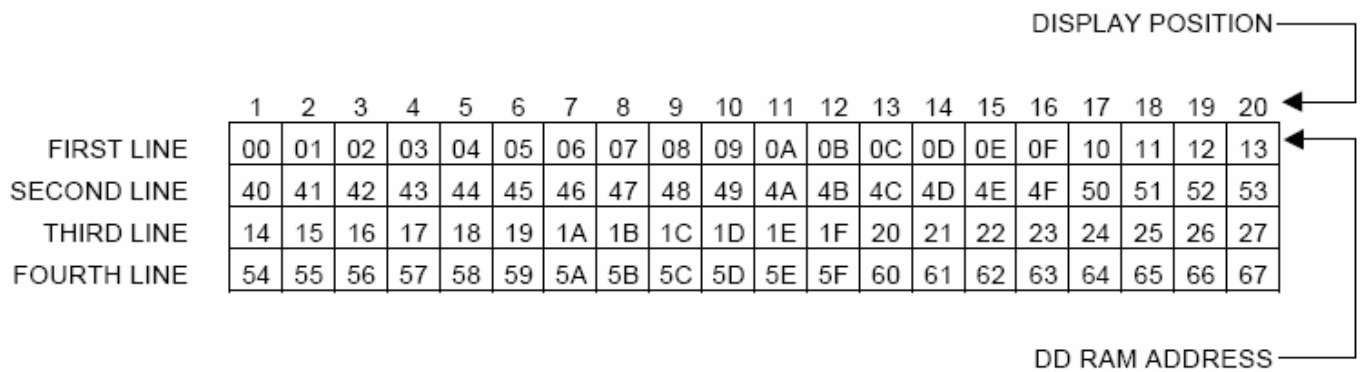 DISPLAY POSITION
1 2 3 4 5 6 7 8 9 10 11 12 13 14 15 16 17 18 19 20
FIRST LINE 00 01 02 03 04 05 06 07 08 09 0A 0B 0C 0D 0E 0F 10 11 12 13
SECOND LINE 40 41 42 43 44 45 46 47 48 49 4A 4B 4C 4D 4E 4F 50 51 52 53
THIRD LINE 14 15 16 17 18 19 1A 1B 1C 1D 1E 1F 20 21 22 23 24 25 26 27
FOURTH LINE 54 55 56 57 58 59 5A 5B 5C 5D 5E 5F 60 61 62 63 64 65 66 67
DD RAM ADDRESS